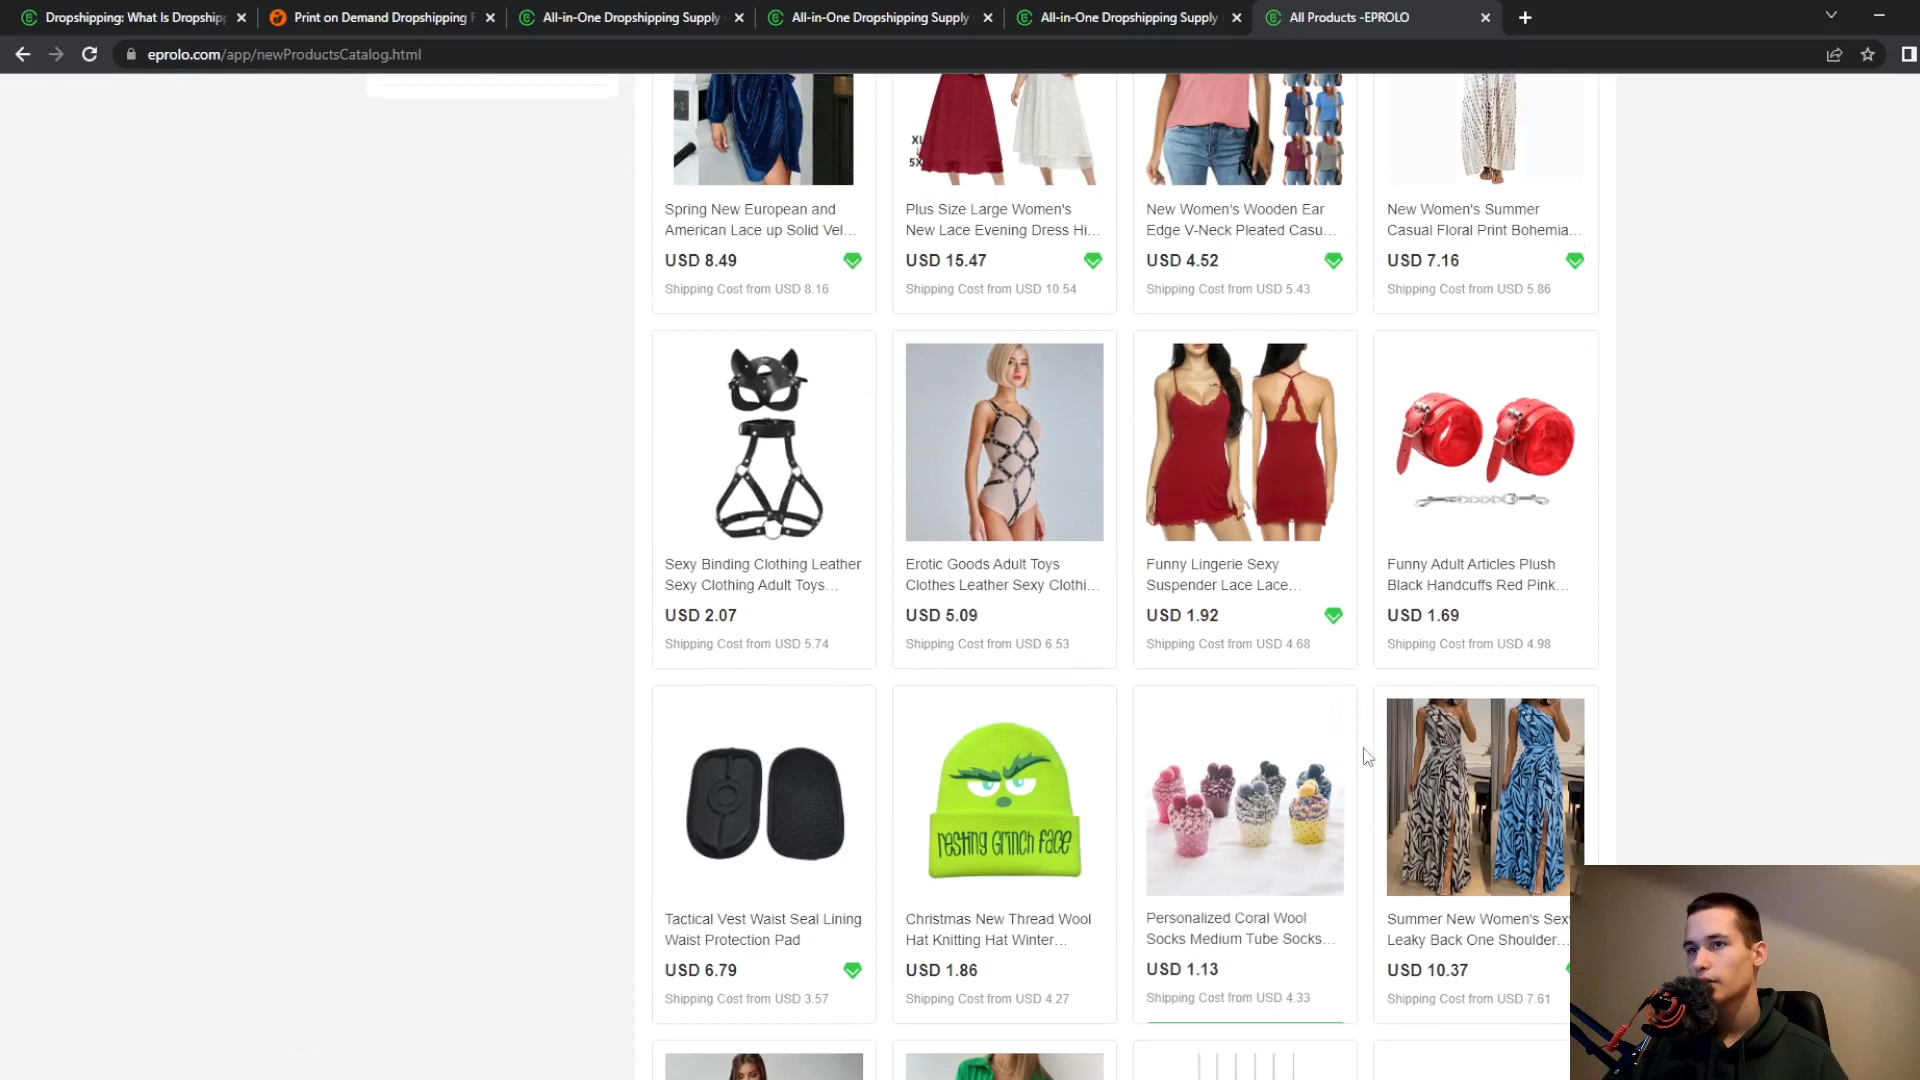 Dropshipping: What Is Dropship
Print on Demand Dropshipping
All-in-One Dropshipping Supply
All-in-One Dropshipping Supply
All-in-One Dropshipping Supply
All Products -EPROLO
eprolo.com/app/newProductsCatalog.html
XL
5X
Spring New European and
American Lace up Solid Vel...
USD 8.49
Shipping Cost from USD 8.16
Plus Size Large Women's
New Lace Evening Dress Hi...
USD 15.47
Shipping Cost from USD 10.54
New Women's Wooden Ear
Edge V-Neck Pleated Casu...
USD 4.52
Shipping Cost from USD 5.43
New Women's Summer
Casual Floral Print Bohemia...
USD 7.16
Shipping Cost from USD 5.86
Sexy Binding Clothing Leather
Sexy Clothing Adult Toys...
USD 2.07
Shipping Cost from USD 5.74
Erotic Goods Adult Toys
Clothes Leather Sexy Clothi...
USD 5.09
Shipping Cost from USD 6.53
Funny Lingerie Sexy
Suspender Lace Lace...
USD 1.92
Shipping Cost from USD 4.68
Funny Adult Articles Plush
Black Handcuffs Red Pink...
USD 1.69
Shipping Cost from USD 4.98
Tactical Vest Waist Seal Lining
Waist Protection Pad
USD 6.79
Shipping Cost from USD 3.57
resting Grinch face
Christmas New Thread Wool
Hat Knitting Hat Winter...
USD 1.86
Shipping Cost from USD 4.27
Personalized Coral Wool
Socks Medium Tube Socks...
USD 1.13
Shipping Cost from USD 4.33
Summer New Women's Sex
Leaky Back One Shoulder...
USD 10.37
Shipping Cost from USD 7.61